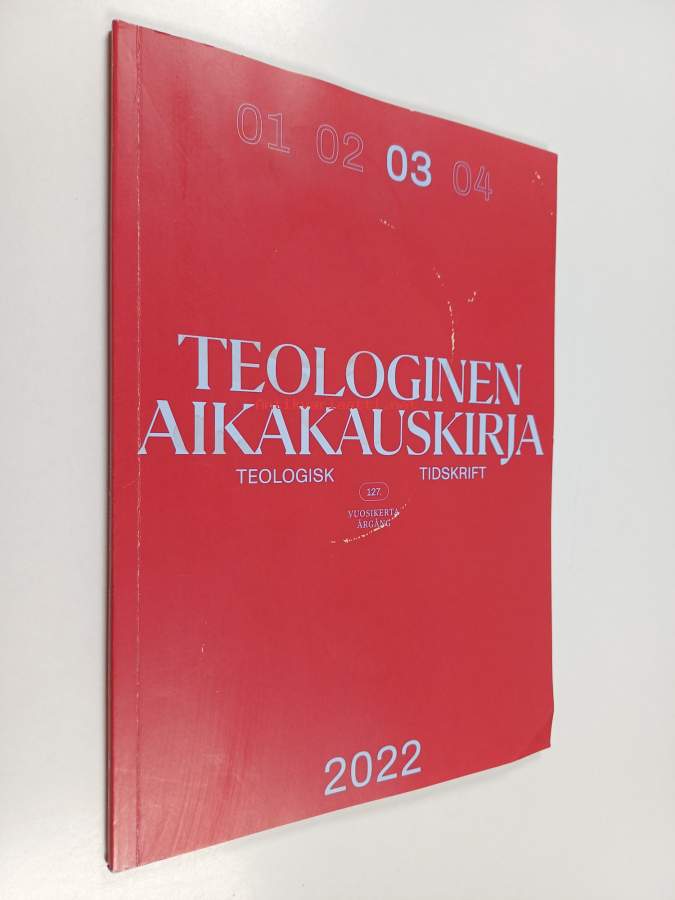 01 02 03 04
TEOLOGINEN
AIKAKAUSKIRJA
TEOLOGISK TIDSKRIFT
127.
VUOSIKERTA
ÅRGÅNG
2022